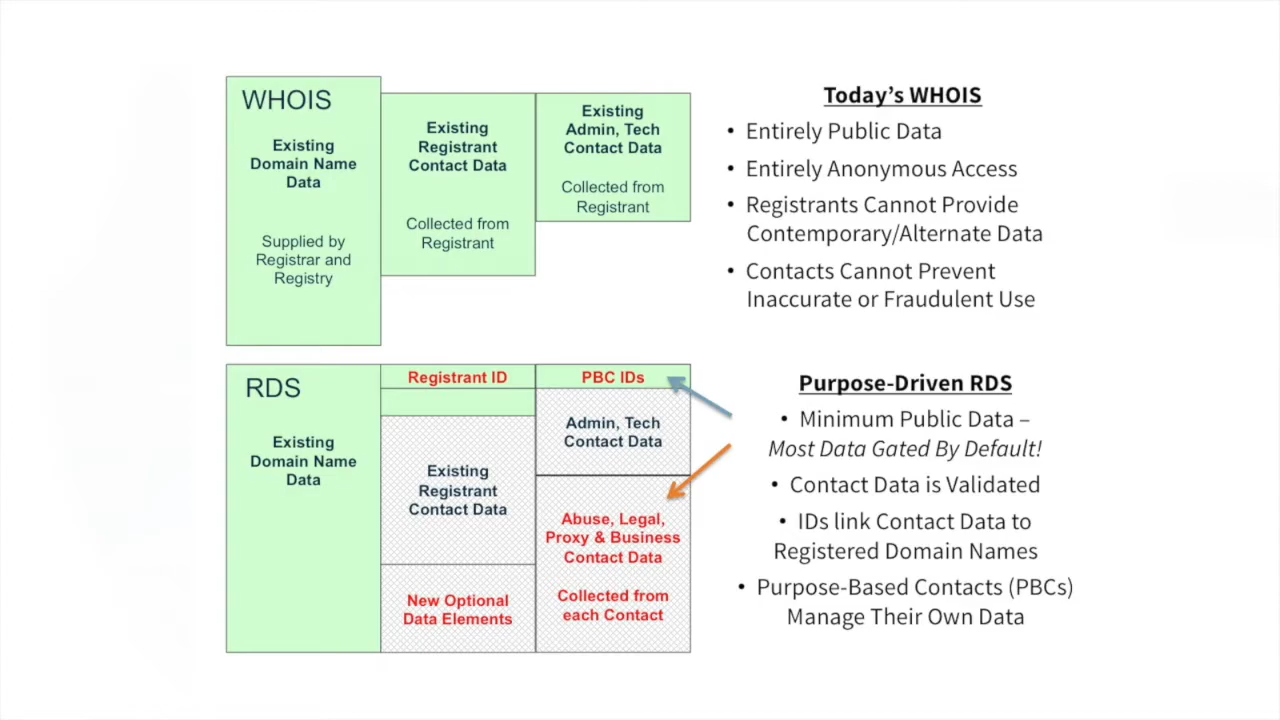 WHOIS
Existing
Domain Name
Data
Supplied by
Registrar and
Registry
Existing
Registrant
Contact Data
Collected from
Registrant
Existing
Admin, Tech
Contact Data
Collected from
Registrant
Today’s WHOIS
• Entirely Public Data
• Entirely Anonymous Access
• Registrants Cannot Provide
Contemporary/Alternate Data
• Contacts Cannot Prevent
Inaccurate or Fraudulent Use
RDS
Existing
Domain Name
Data
Registrant ID
Existing
Registrant
Contact Data
New Optional
Data Elements
PBC IDs
Admin, Tech
Contact Data
Abuse, Legal,
Proxy & Business
Contact Data
Collected from
each Contact
Purpose-Driven RDS
• Minimum Public Data –
Most Data Gated By Default!
• Contact Data is Validated
• IDs link Contact Data to
Registered Domain Names
• Purpose-Based Contacts (PBCs)
Manage Their Own Data